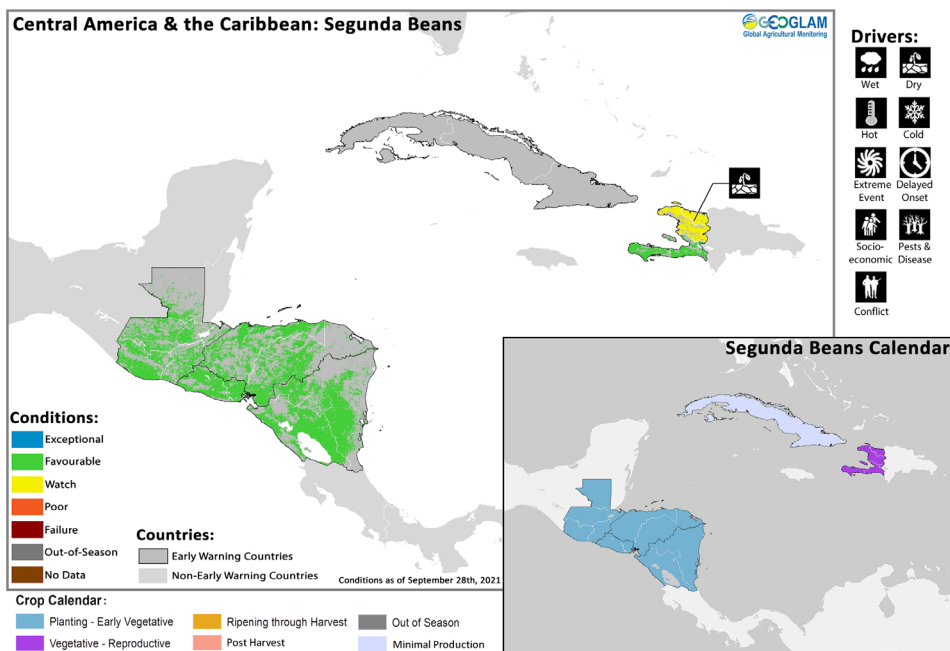 Central America & the Caribbean: Segunda Beans
GEOGLAM
Global Agricultural Monitoring
Drivers:
Wet
Dry
Hot
Cold
Extreme
Event
Delayed
Onset
Socio-
economic
Pests &
Disease
Conflict
Segunda Beans Calendar
Conditions:
Exceptional
Favourable
Watch
Poor
Failure
Out-of-Season
No Data
Countries:
Early Warning Countries
Non-Early Warning Countries
Conditions as of September 28th, 2021
Crop Calendar:
Planting - Early Vegetative
Ripening through Harvest
Out of Season
Vegetative - Reproductive
Post Harvest
Minimal Production